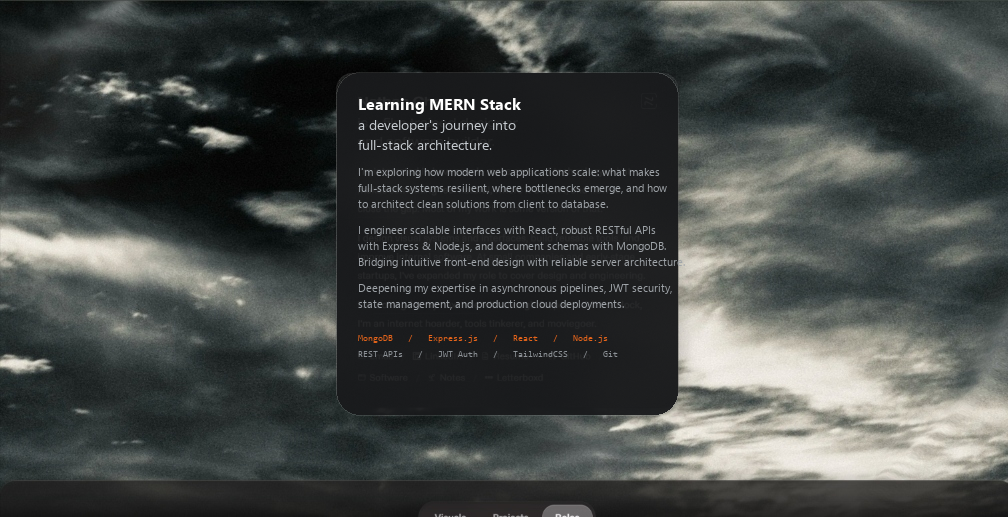 Learning MERN Stack
a developer's journey into
full-stack architecture.
I'm exploring how modern web applications scale: what makes
full-stack systems resilient, where bottlenecks emerge, and how
to architect clean solutions from client to database.
I engineer scalable interfaces with React, robust RESTful APIs
with Express & Node.js, and document schemas with MongoDB.
Bridging intuitive front-end design with reliable server architecture.
Deepening my expertise in asynchronous pipelines, JWT security,
state management, and production cloud deployments.
MongoDB / Express.js / React / Node.js
REST APIs / JWT Auth / TailwindCSS / Git
Visuals Projects Roles